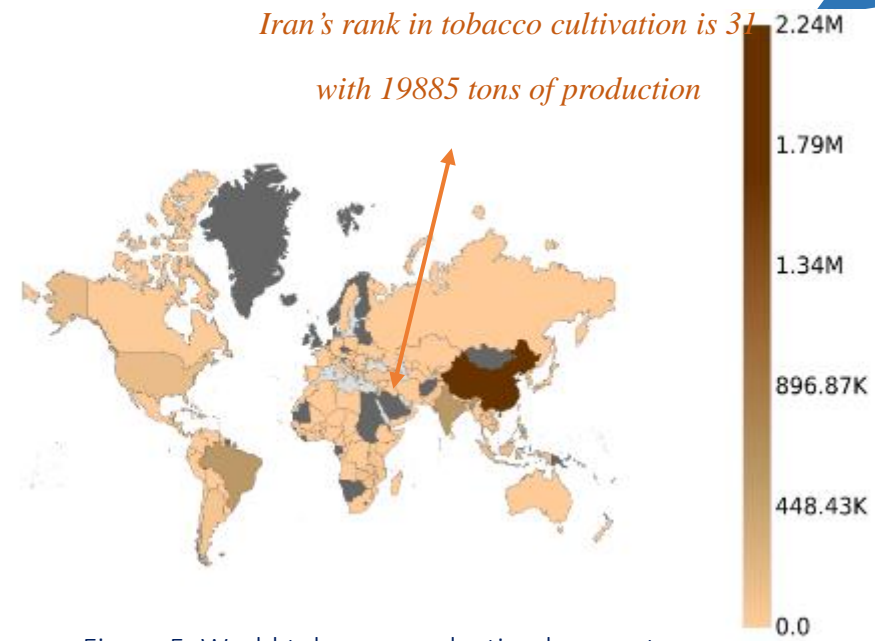 Iran's rank in tobacco cultivation is 31
with 19885 tons of production
2.24M
1.79M
1.34M
896.87K
448.43K
0.0